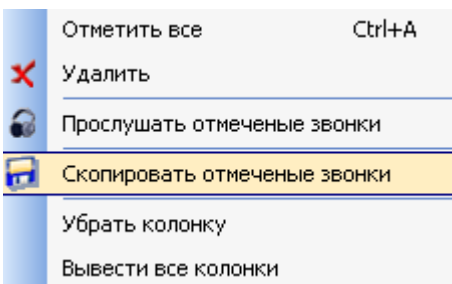 Отметить все Ctrl+A
Удалить
Прослушать отмеченые звонки
Скопировать отмеченые звонки
Убрать колонку
Вывести все колонки